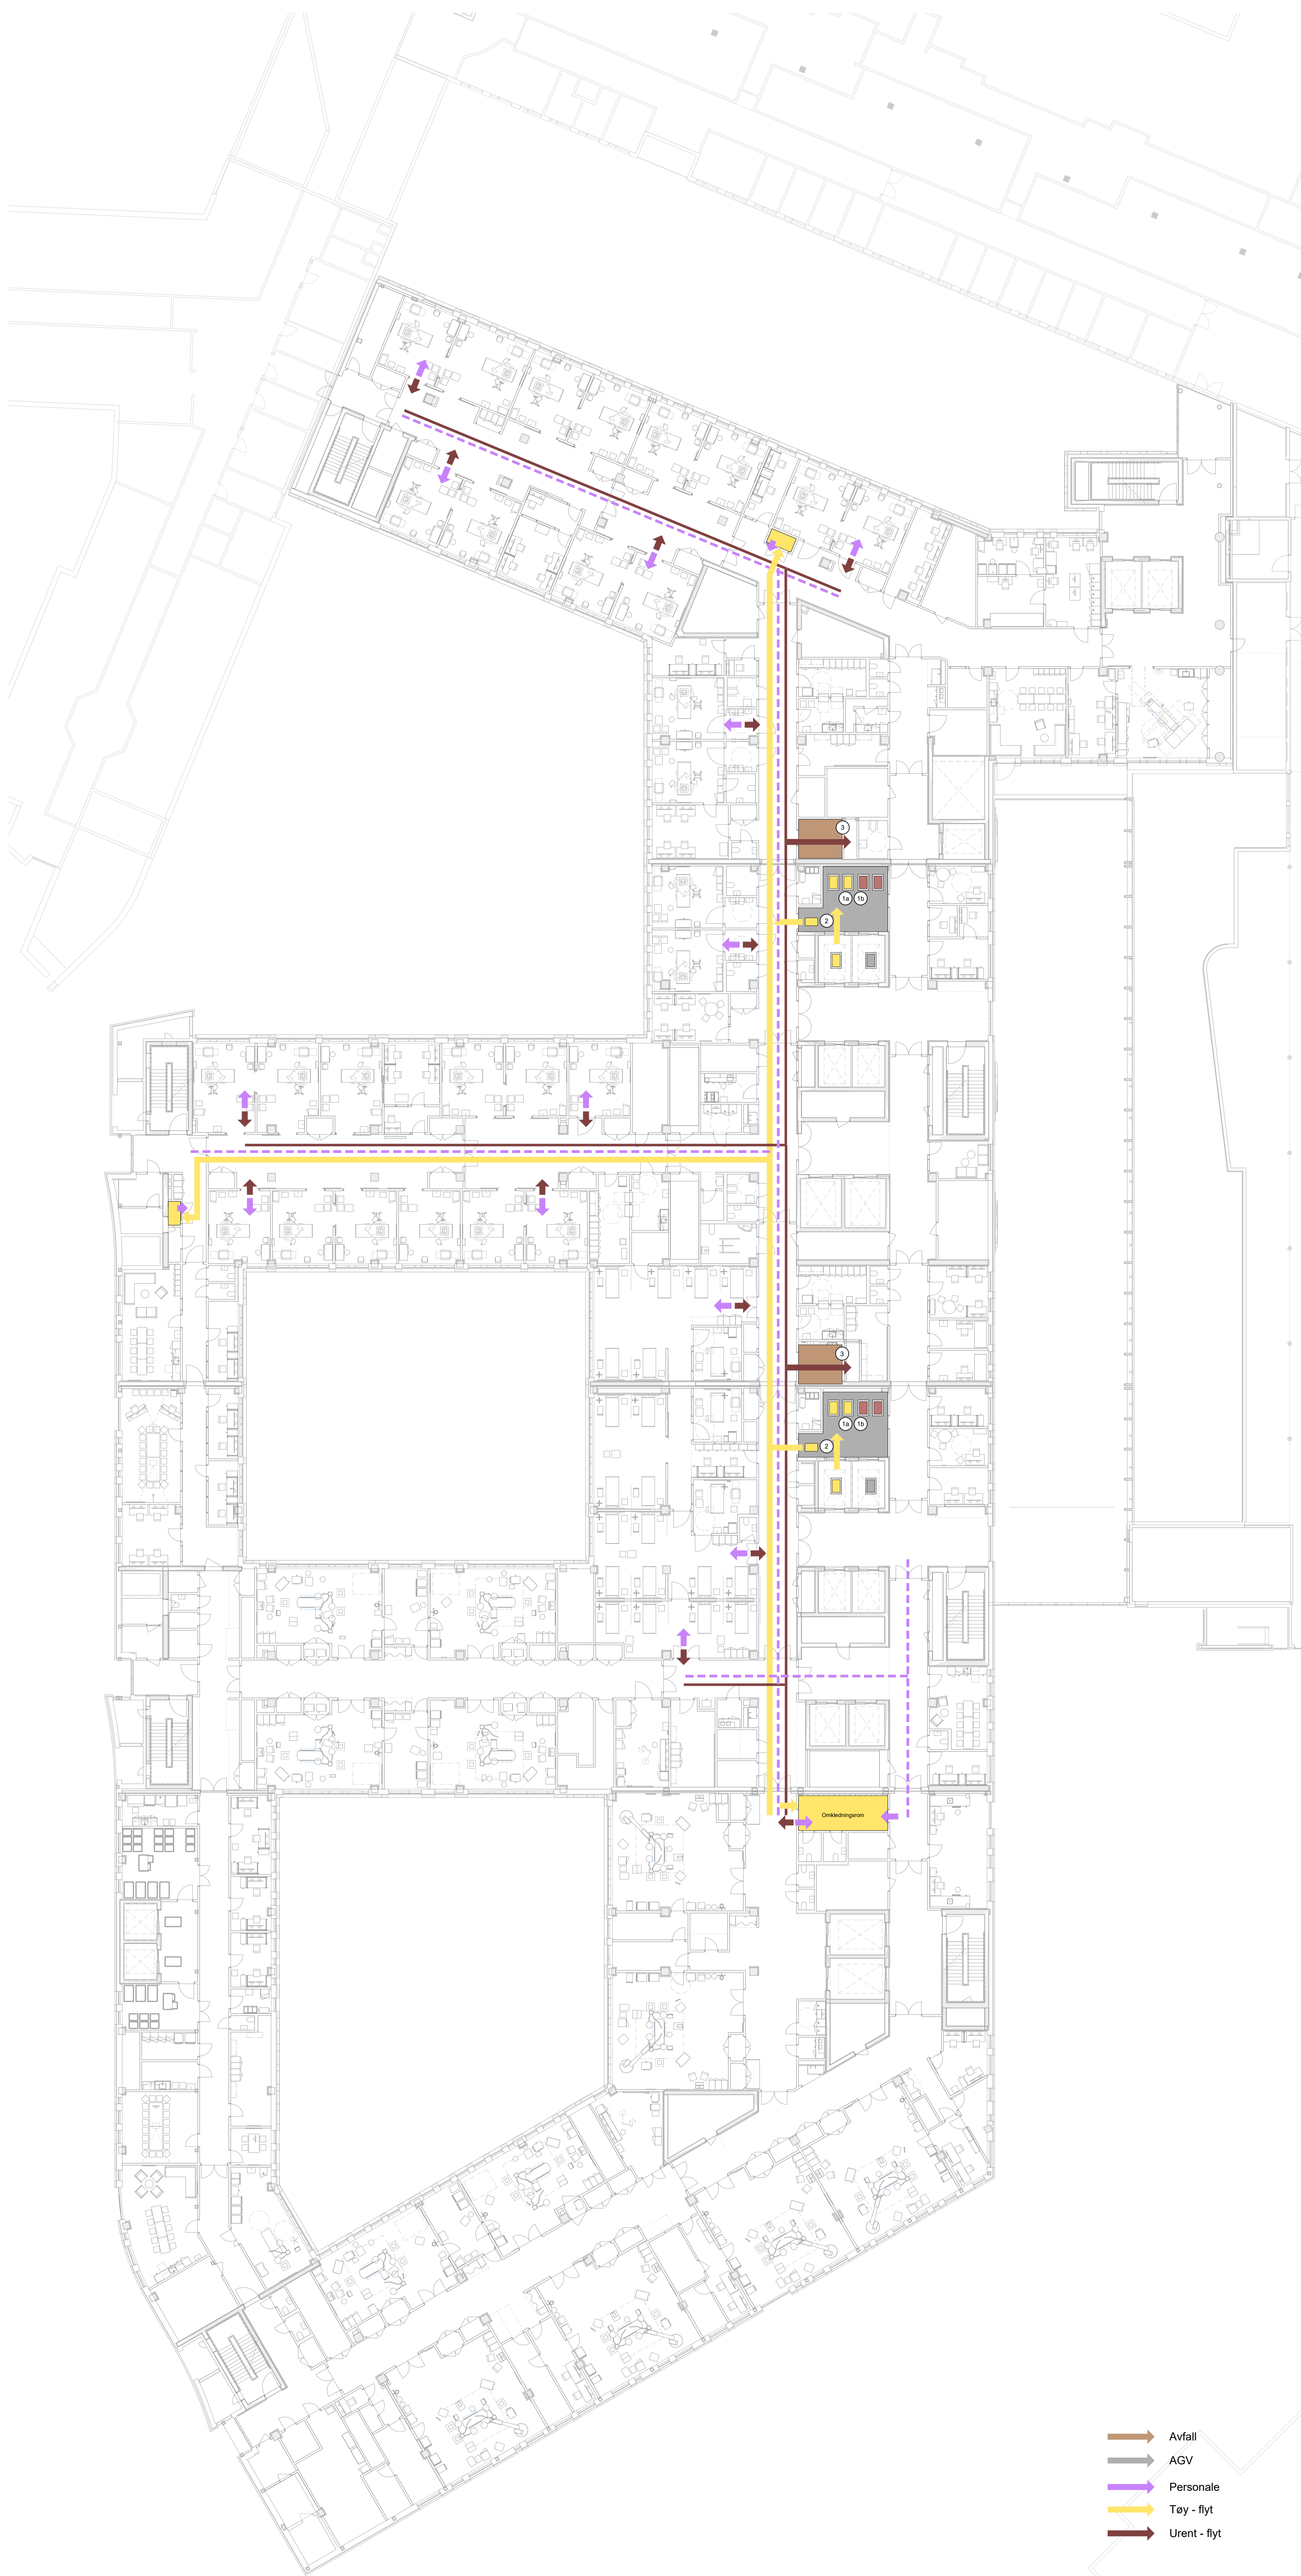 3
1a 1b
2
3
1a 1b
2
Omkledningsrom
Avfall
AGV
Personale
Tøy - flyt
Urent - flyt